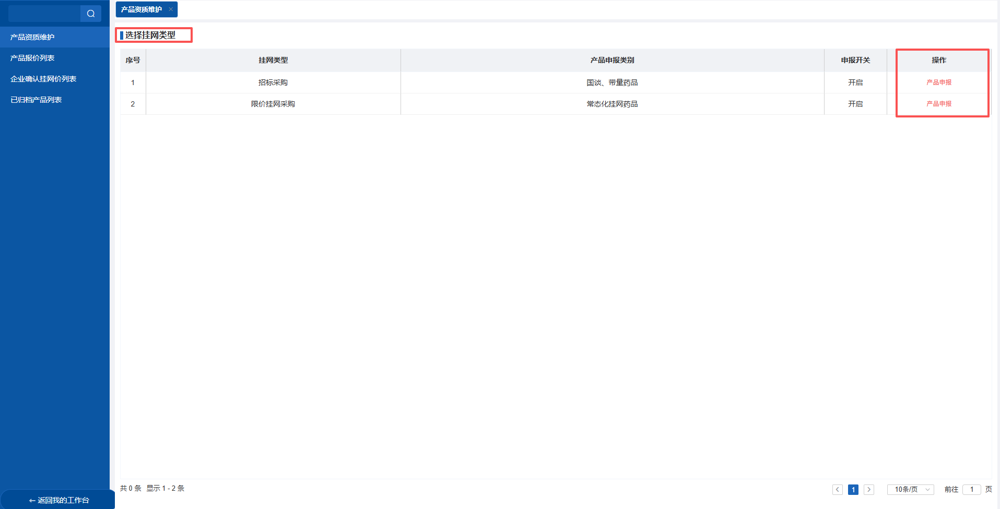 产品资质维护
产品报价列表
企业确认挂网价列表
已归档产品列表
返回我的工作台
产品资质维护
选择挂网类型
序号 挂网类型 产品申报类别 申报开关 操作
1 招标采购 国谈、带量药品 开启 产品申报
2 限价挂网采购 常态化挂网药品 开启 产品申报
共 0 条 显示 1 - 2 条 1 10条/页 前往 1 页